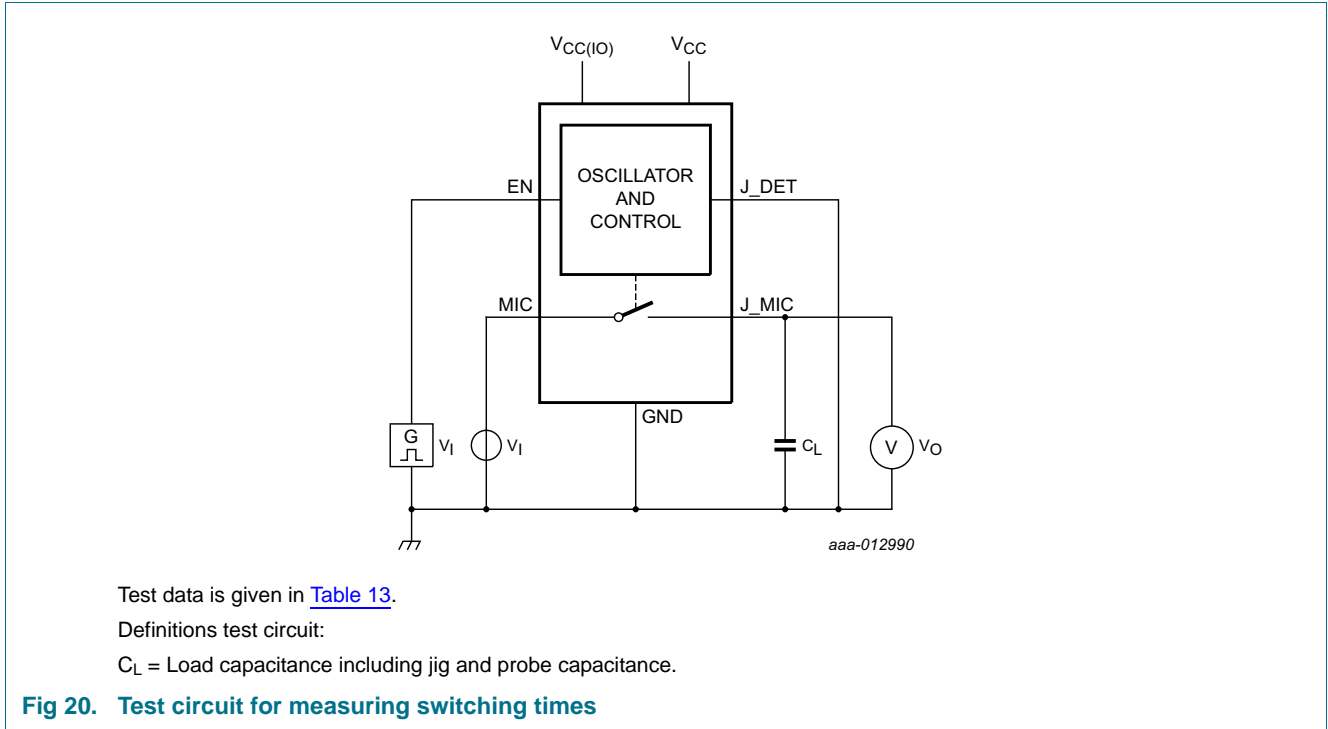 VCC(IO) VCC
OSCILLATOR
AND
CONTROL
EN
J_DET
MIC
J_MIC
GND
G
VI
VI
CL
V
VO
aaa-012990
Test data is given in Table 13.
Definitions test circuit:
CL = Load capacitance including jig and probe capacitance.
Fig 20. Test circuit for measuring switching times